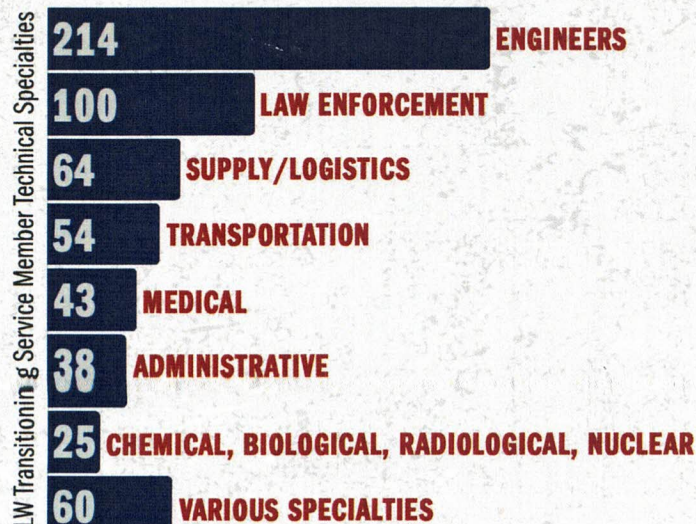 LW Transitioning Service Member Technical Specialties
214 ENGINEERS
100 LAW ENFORCEMENT
64 SUPPLY/LOGISTICS
54 TRANSPORTATION
43 MEDICAL
38 ADMINISTRATIVE
25 CHEMICAL, BIOLOGICAL, RADIOLOGICAL, NUCLEAR
60 VARIOUS SPECIALTIES